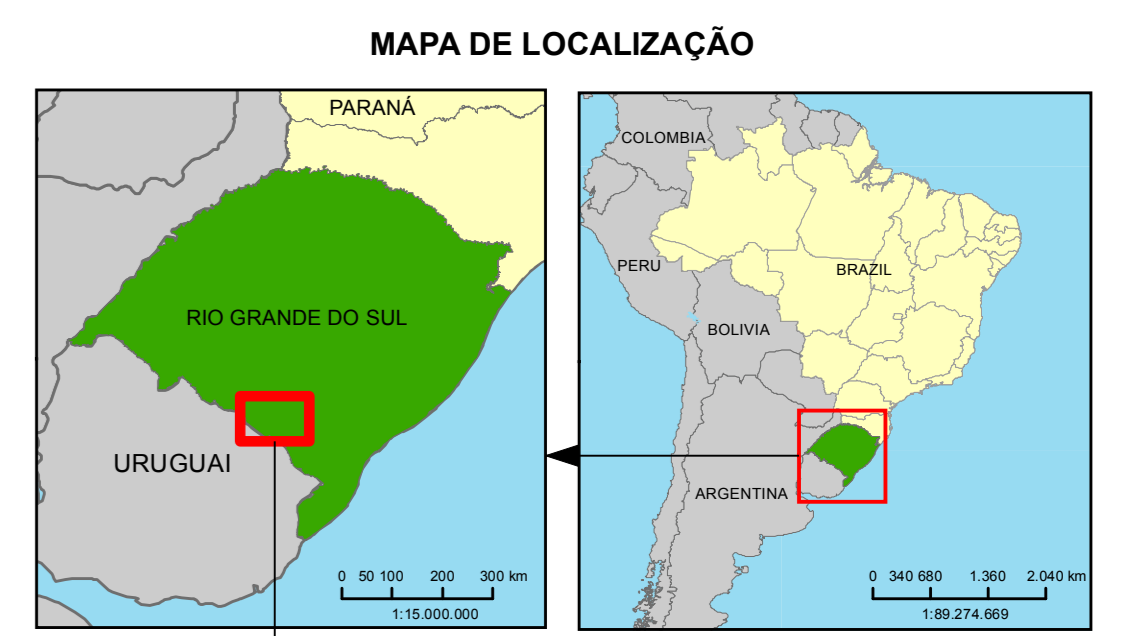 MAPA DE LOCALIZAÇÃO
PARANÁ
RIO GRANDE DO SUL
URUGUAI
0 50 100 200 300 km
1:15.000.000
COLOMBIA
PERU
BRAZIL
BOLIVIA
ARGENTINA
0 340 680 1.360 2.040 km
1:89.274.669